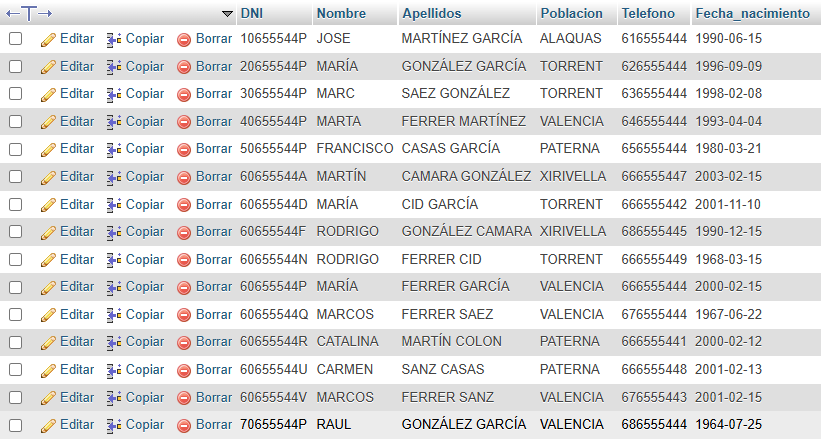 DNI Nombre Apellidos Poblacion Telefono Fecha_nacimiento
Editar Copiar Borrar 10655544P JOSE MARTÍNEZ GARCÍA ALAQUAS 616555444 1990-06-15
Editar Copiar Borrar 20655544P MARÍA GONZÁLEZ GARCÍA TORRENT 626555444 1996-09-09
Editar Copiar Borrar 30655544P MARC SAEZ GONZÁLEZ TORRENT 636555444 1998-02-08
Editar Copiar Borrar 40655544P MARTA FERRER MARTÍNEZ VALENCIA 646555444 1993-04-04
Editar Copiar Borrar 50655544P FRANCISCO CASAS GARCÍA PATERNA 656555444 1980-03-21
Editar Copiar Borrar 60655544A MARTÍN CAMARA GONZÁLEZ XIRIVELLA 666555447 2003-02-15
Editar Copiar Borrar 60655544D MARÍA CID GARCÍA TORRENT 666555442 2001-11-10
Editar Copiar Borrar 60655544F RODRIGO GONZÁLEZ CAMARA XIRIVELLA 686555445 1990-12-15
Editar Copiar Borrar 60655544N RODRIGO FERRER CID TORRENT 666555449 1968-03-15
Editar Copiar Borrar 60655544P MARÍA FERRER GARCÍA VALENCIA 666555444 2000-02-15
Editar Copiar Borrar 60655544Q MARCOS FERRER SAEZ VALENCIA 676555444 1967-06-22
Editar Copiar Borrar 60655544R CATALINA MARTÍN COLON PATERNA 666555441 2000-02-12
Editar Copiar Borrar 60655544U CARMEN SANZ CASAS PATERNA 666555448 2001-02-13
Editar Copiar Borrar 60655544V MARCOS FERRER SANZ VALENCIA 676555443 2001-02-15
Editar Copiar Borrar 70655544P RAUL GONZÁLEZ GARCÍA VALENCIA 686555444 1964-07-25